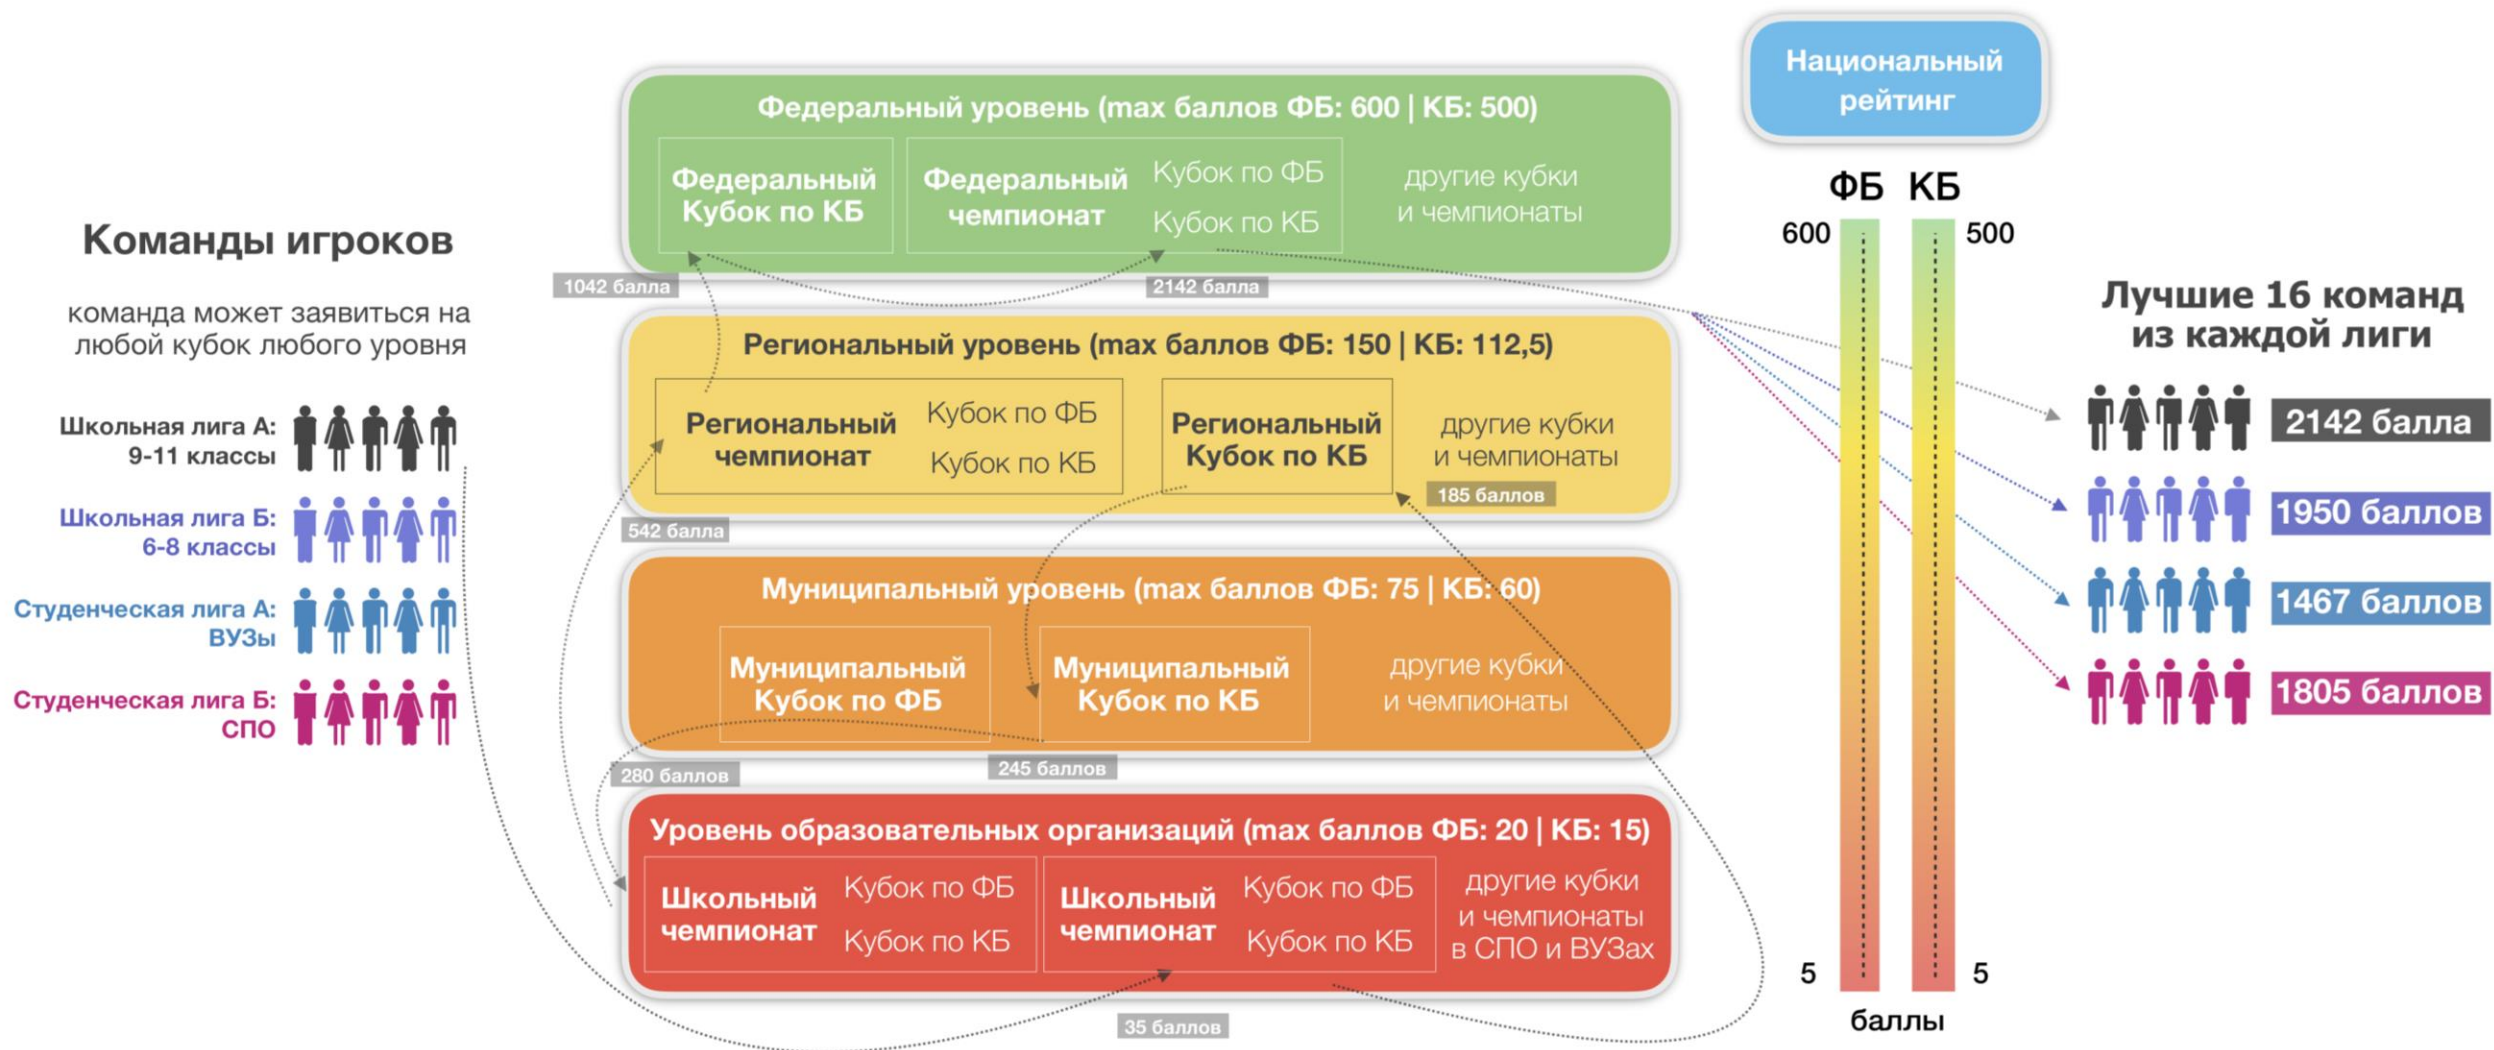 Национальный
рейтинг
Команды игроков
команда может заявиться на
любой кубок любого уровня
Школьная лига А:
9-11 классы
Школьная лига Б:
6-8 классы
Студенческая лига А:
ВУЗы
Студенческая лига Б:
СПО
Федеральный уровень (max баллов ФБ: 600 | КБ: 500)
Федеральный
Кубок по КБ
Федеральный
чемпионат
Кубок по ФБ
Кубок по КБ
другие кубки
и чемпионаты
1042 балла
2142 балла
Региональный уровень (max баллов ФБ: 150 | КБ: 112,5)
Региональный
чемпионат
Кубок по ФБ
Кубок по КБ
Региональный
Кубок по КБ
другие кубки
и чемпионаты
185 баллов
542 балла
Муниципальный уровень (max баллов ФБ: 75 | КБ: 60)
Муниципальный
Кубок по ФБ
Муниципальный
Кубок по КБ
другие кубки
и чемпионаты
280 баллов
245 баллов
Уровень образовательных организаций (max баллов ФБ: 20 | КБ: 15)
Школьный
чемпионат
Кубок по ФБ
Кубок по КБ
Школьный
чемпионат
Кубок по ФБ
Кубок по КБ
другие кубки
и чемпионаты
в СПО и ВУЗах
35 баллов
ФБ КБ
600 500
5 5
баллы
Лучшие 16 команд
из каждой лиги
2142 балла
1950 баллов
1467 баллов
1805 баллов